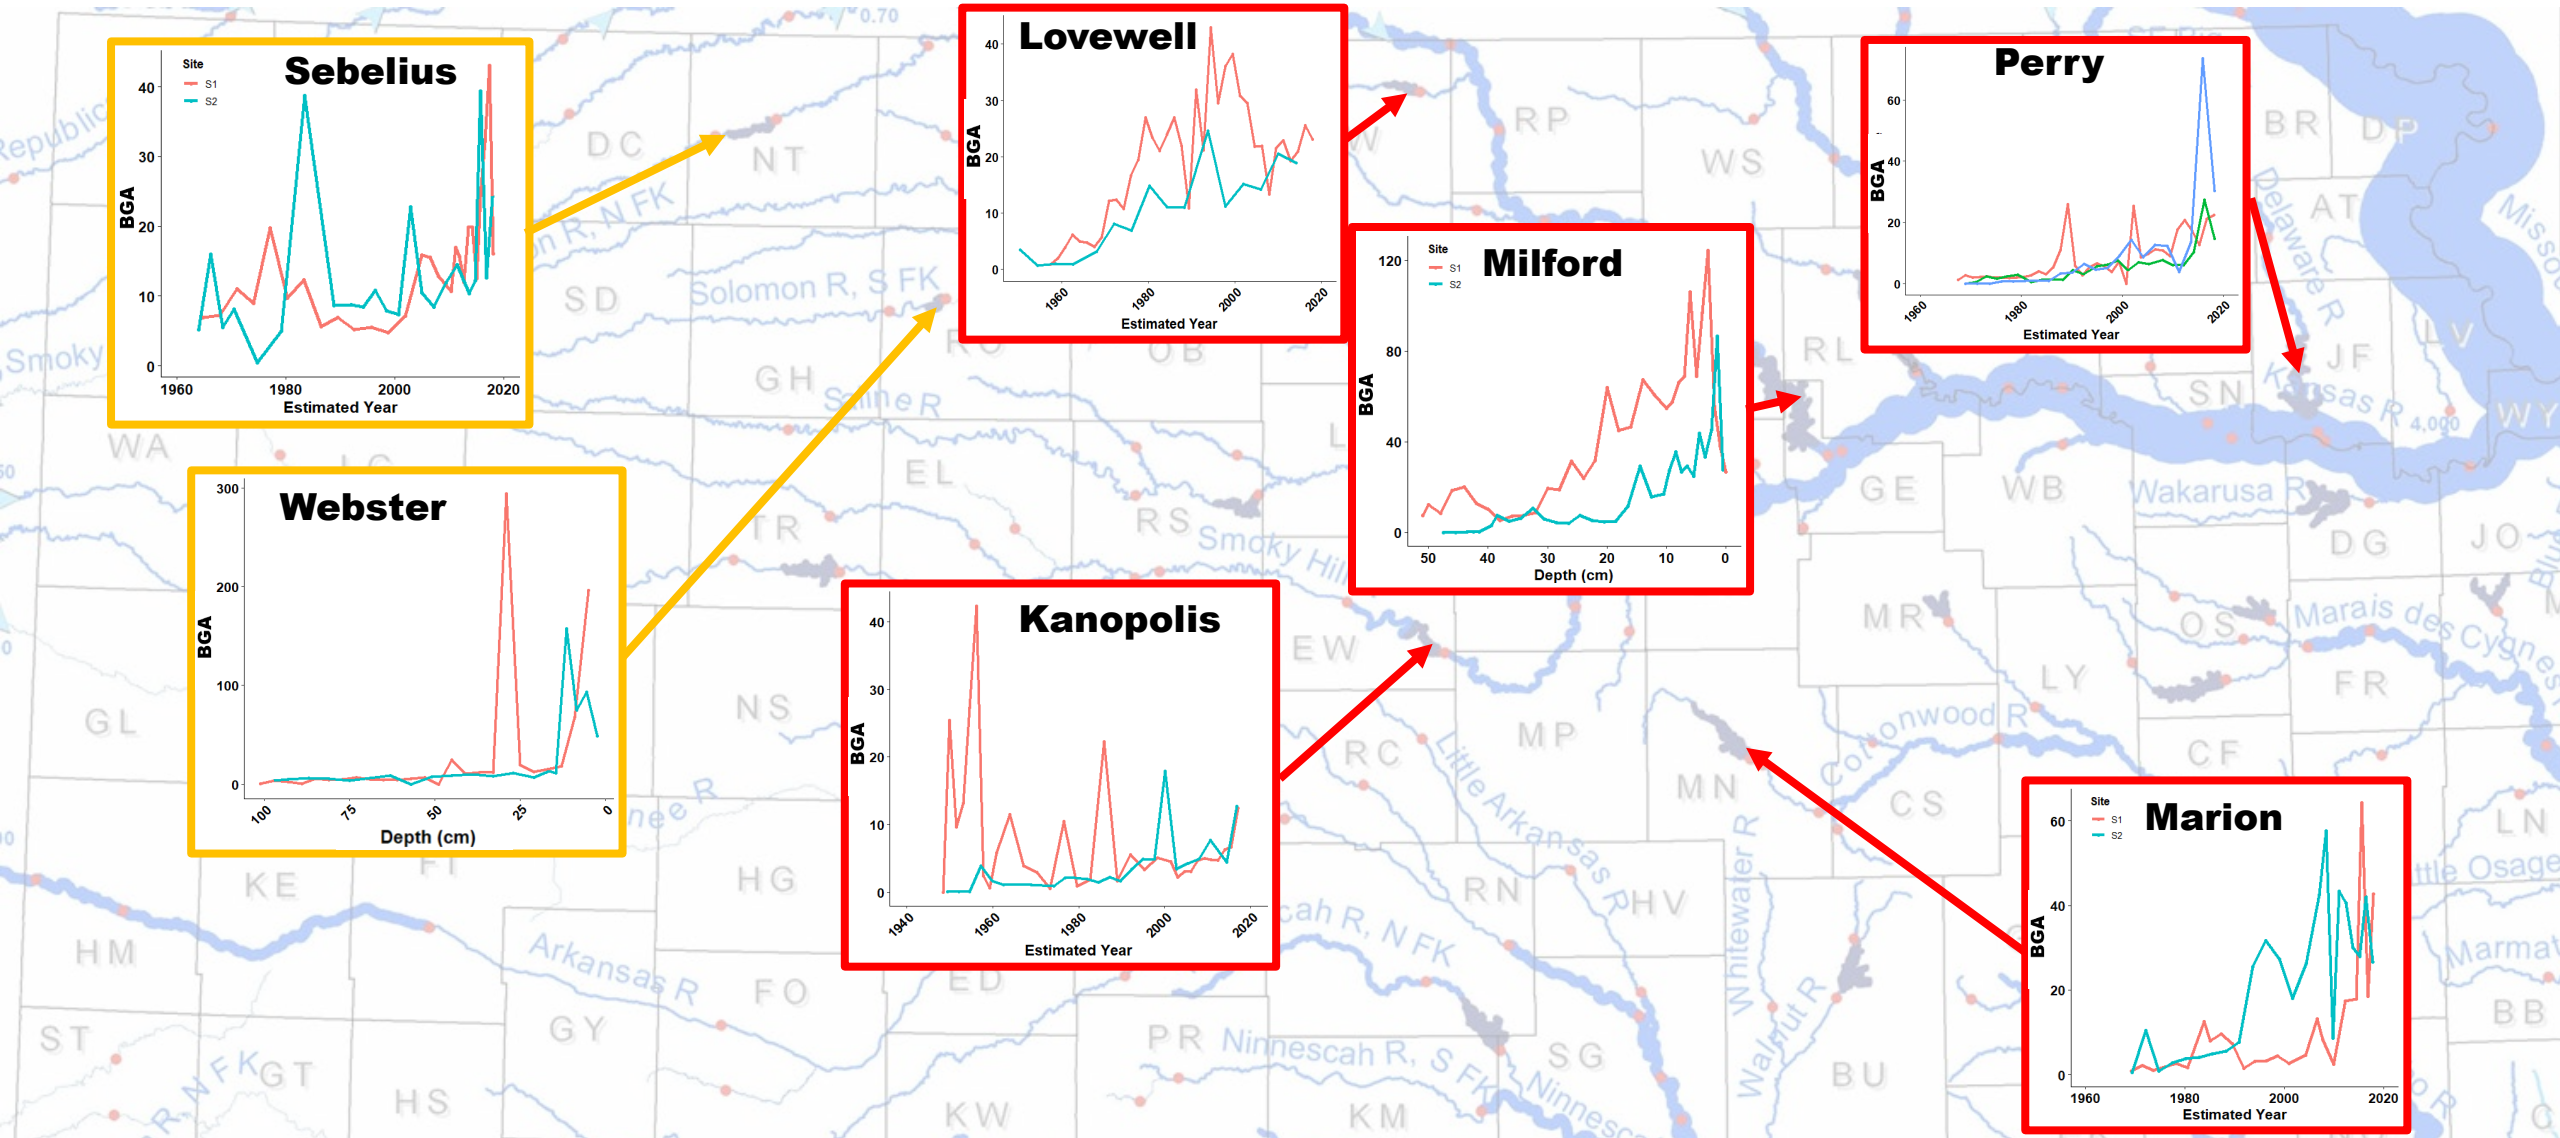 Sebelius
Site
S1
S2
BGA
40
30
20
10
0
1960 1980 2000 2020
Estimated Year
Webster
BGA
300
200
100
0
100 75 50 25 0
Depth (cm)
Lovewell
BGA
40
30
20
10
0
1960 1980 2000 2020
Estimated Year
Kanopolis
BGA
40
30
20
10
0
1940 1960 1980 2000 2020
Estimated Year
Milford
Site
S1
S2
BGA
120
80
40
0
50 40 30 20 10 0
Depth (cm)
Perry
BGA
60
40
20
0
1960 1980 2000 2020
Estimated Year
Marion
Site
S1
S2
BGA
60
40
20
0
1960 1980 2000 2020
Estimated Year
0.70
DC
NT
RP
WS
BR
DP
AT
Delaware R
SD
Solomon R, S FK
GH
Saline R
RL
SN
JF
LV
Kansas R
4,000
WY
Smoky
WA
EL
TR
RS
Smoky Hill
GE
WB
Wakarusa R
DG
JO
GL
NS
EW
MR
OS
Marais des Cygnes
LY
FR
RC
MP
MN
Cottonwood R
CS
CF
LN
Little Arkansas R
KE
HG
RN
HV
Whitewater R
HM
Arkansas R
FO
ED
N FK
Marmat
ST
GY
PR
Ninnescah R, S FK
SG
Walnut R
BU
BB
R, N FK
GT
HS
KW
KM